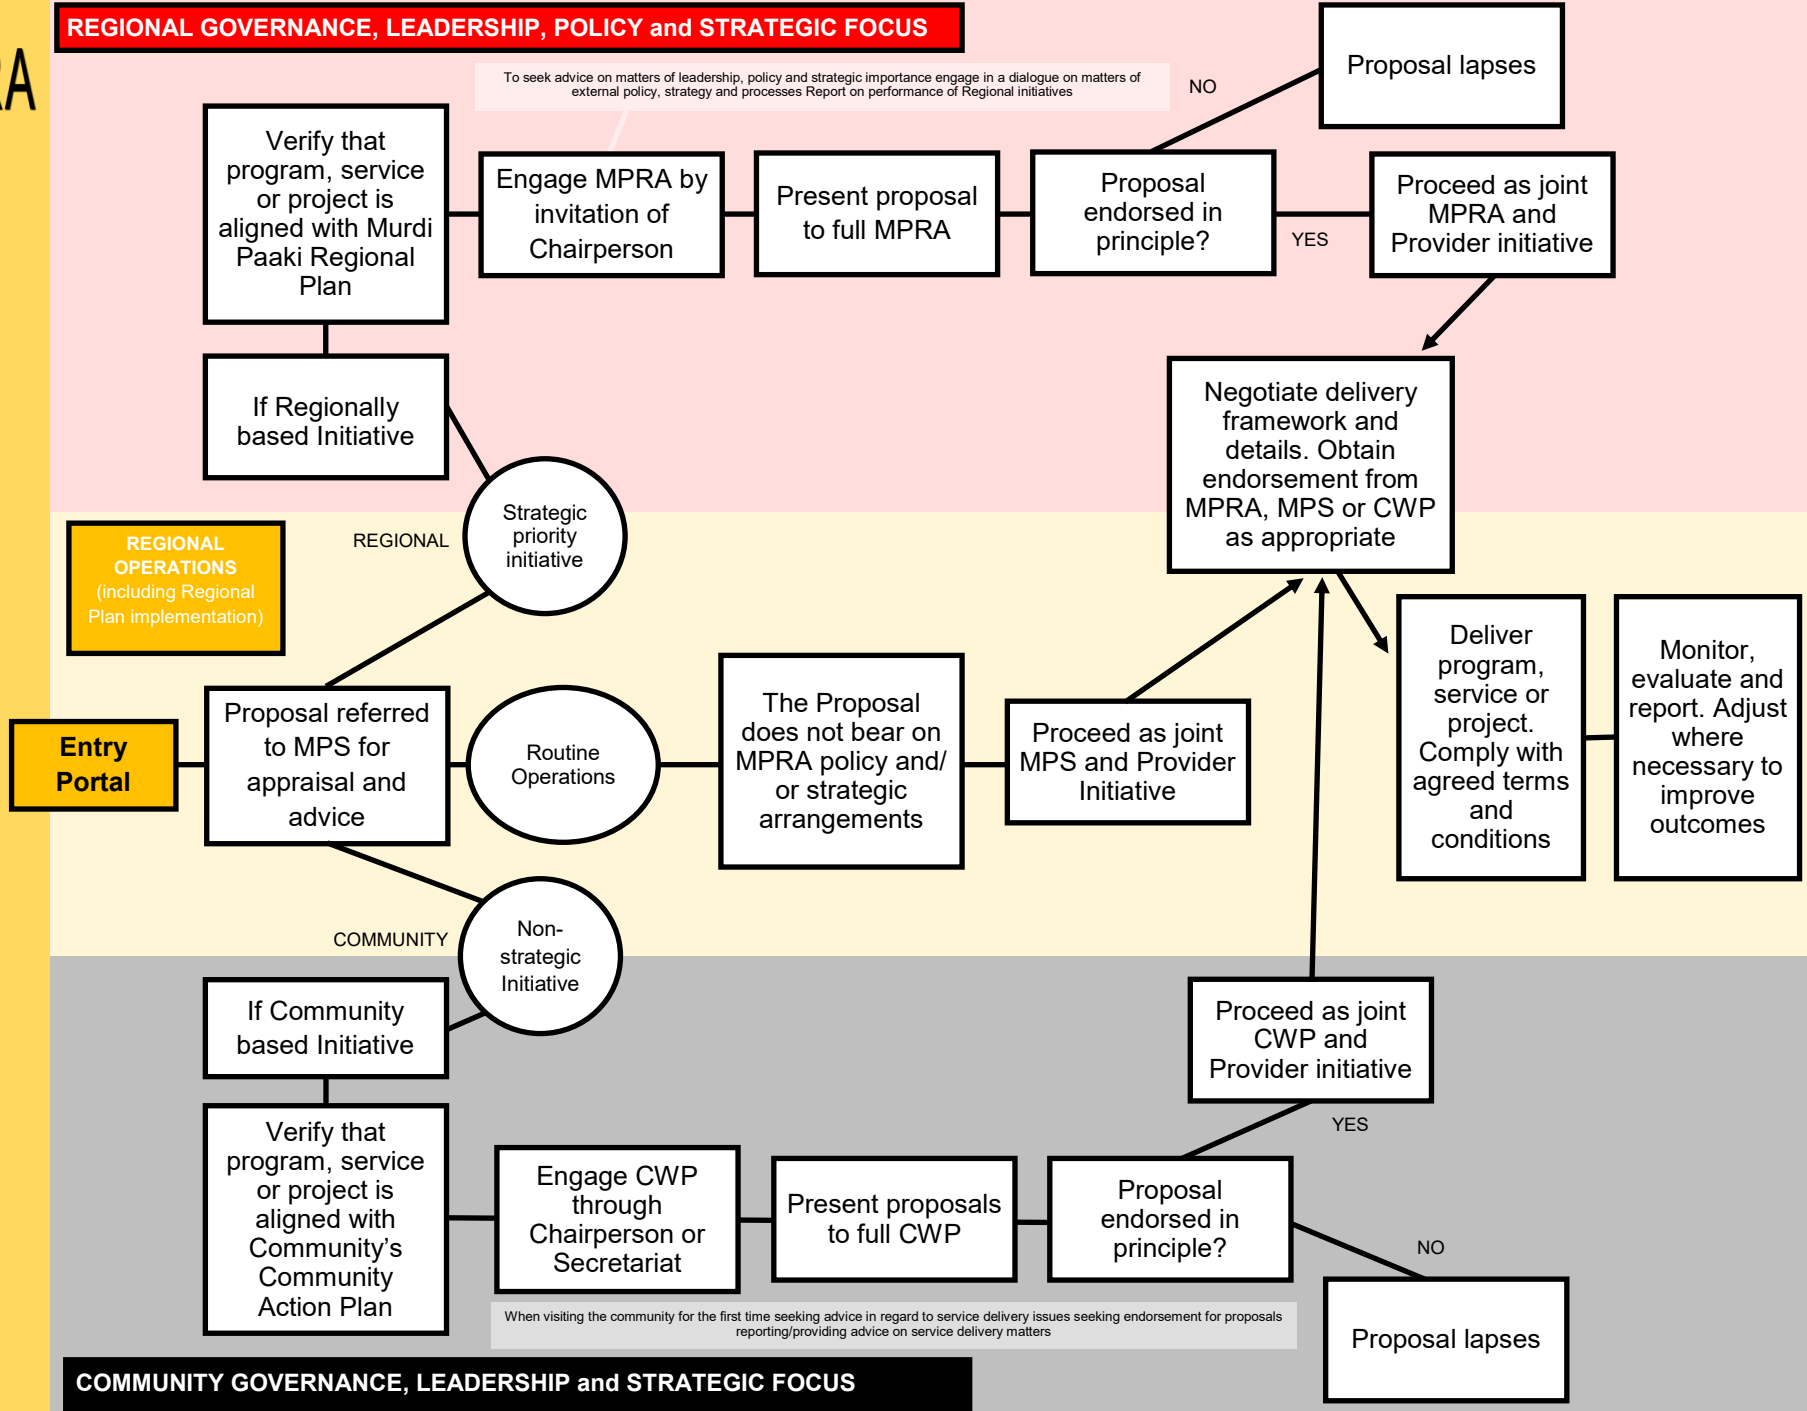 REGIONAL GOVERNANCE, LEADERSHIP, POLICY and STRATEGIC FOCUS
To seek advice on matters of leadership, policy and strategic importance engage in a dialogue on matters of
external policy, strategy and processes Report on performance of Regional initiatives
NO
Proposal lapses
Verify that
program, service
or project is
aligned with Murdi
Paaki Regional
Plan
Engage MPRA by
invitation of
Chairperson
Present proposal
to full MPRA
Proposal
endorsed in
principle?
YES
Proceed as joint
MPRA and
Provider initiative
If Regionally
based Initiative
Negotiate delivery
framework and
details. Obtain
endorsement from
MPRA, MPS or CWP
as appropriate
REGIONAL
Strategic
priority
initiative
REGIONAL
OPERATIONS
(including Regional
Plan implementation)
Entry
Portal
Proposal referred
to MPS for
appraisal and
advice
Routine
Operations
The Proposal
does not bear on
MPRA policy and/
or strategic
arrangements
Proceed as joint
MPS and Provider
Initiative
Deliver
program,
service or
project.
Comply with
agreed terms
and
conditions
Monitor,
evaluate and
report. Adjust
where
necessary to
improve
outcomes
COMMUNITY
Non-
strategic
Initiative
If Community
based Initiative
Proceed as joint
CWP and
Provider initiative
YES
Verify that
program, service
or project is
aligned with
Community’s
Community
Action Plan
Engage CWP
through
Chairperson or
Secretariat
Present proposals
to full CWP
Proposal
endorsed in
principle?
NO
Proposal lapses
When visiting the community for the first time seeking advice in regard to service delivery issues seeking endorsement for proposals
reporting/providing advice on service delivery matters
COMMUNITY GOVERNANCE, LEADERSHIP and STRATEGIC FOCUS